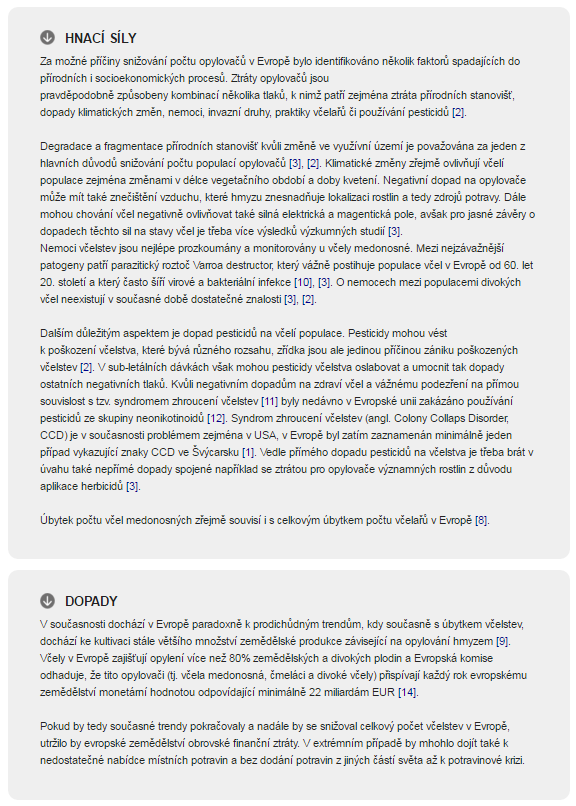 HNACÍ SÍLY
Za možné příčiny snižování počtu opylovačů v Evropě bylo identifikováno několik faktorů spadajících do
přírodních i socioekonomických procesů. Ztráty opylovačů jsou
pravděpodobně způsobeny kombinací několika tlaků, k nimž patří zejména ztráta přírodních stanovišť,
dopady klimatických změn, nemoci, invazní druhy, praktiky včelařů či používání pesticidů [2].
Degradace a fragmentace přírodních stanovišť kvůli změně ve využívní území je považována za jeden z
hlavních důvodů snižování počtu populací opylovačů [3], [2]. Klimatické změny zřejmě ovlivňují včelí
populace zejména změnami v délce vegetačního období a doby kvetení. Negativní dopad na opylovače
může mít také znečištění vzduchu, které hmyzu znesnadňuje lokalizaci rostlin a tedy zdrojů potravy. Dále
mohou chování včel negativně ovlivňovat také silná elektrická a magentická pole, avšak pro jasné závěry o
dopadech těchto sil na stavy včel je třeba více výsledků výzkumných studií [3].
Nemoci včelstev jsou nejlépe prozkoumány a monitorovány u včely medonosné. Mezi nejzávažnější
patogeny patří parazitický roztoč Varroa destructor, který vážně postihuje populace včel v Evropě od 60. let
20. století a který často šíří virové a bakteriální infekce [10], [3]. O nemocech mezi populacemi divokých
včel neexistují v současné době dostatečné znalosti [3], [2].
Dalším důležitým aspektem je dopad pesticidů na včelí populace. Pesticidy mohou vést
k poškození včelstva, které bývá různého rozsahu, zřídka jsou ale jedinou příčinou zániku poškozených
včelstev [2]. V sub-letálních dávkách však mohou pesticidy včelstva oslabovat a umocnit tak dopady
ostatních negativních tlaků. Kvůli negativním dopadům na zdraví včel a vážnému podezření na přímou
souvislost s tzv. syndromem zhroucení včelstev [11] byly nedávno v Evropské unii zakázáno používání
pesticidů ze skupiny neonikotinoidů [12]. Syndrom zhroucení včelstev (angl. Colony Collaps Disorder,
CCD) je v současnosti problémem zejména v USA, v Evropě byl zatím zaznamenán minimálně jeden
případ vykazující znaky CCD ve Švýcarsku [1]. Vedle přímého dopadu pesticidů na včelstva je třeba brát v
úvahu také nepřímé dopady spojené například se ztrátou pro opylovače významných rostlin z důvodu
aplikace herbicidů [3].
Úbytek počtu včel medonosných zřejmě souvisí i s celkovým úbytkem počtu včelařů v Evropě [8].
DOPADY
V současnosti dochází v Evropě paradoxně k prodichůdným trendům, kdy současně s úbytkem včelstev,
dochází ke kultivaci stále většího množství zemědělské produkce závisející na opylování hmyzem [9].
Včely v Evropě zajišťují opylení více než 80% zemědělských a divokých plodin a Evropská komise
odhaduje, že tito opylovači (tj. včela medonosná, čmeláci a divoké včely) přispívají každý rok evropskému
zemědělství monetární hodnotou odpovídající minimálně 22 miliardám EUR [14].
Pokud by tedy současné trendy pokračovaly a nadále by se snižoval celkový počet včelstev v Evropě,
utržilo by evropské zemědělství obrovské finanční ztráty. V extrémním případě by mhohlo dojít také k
nedostatečné nabídce místních potravin a bez dodání potravin z jiných částí světa až k potravinové krizi.